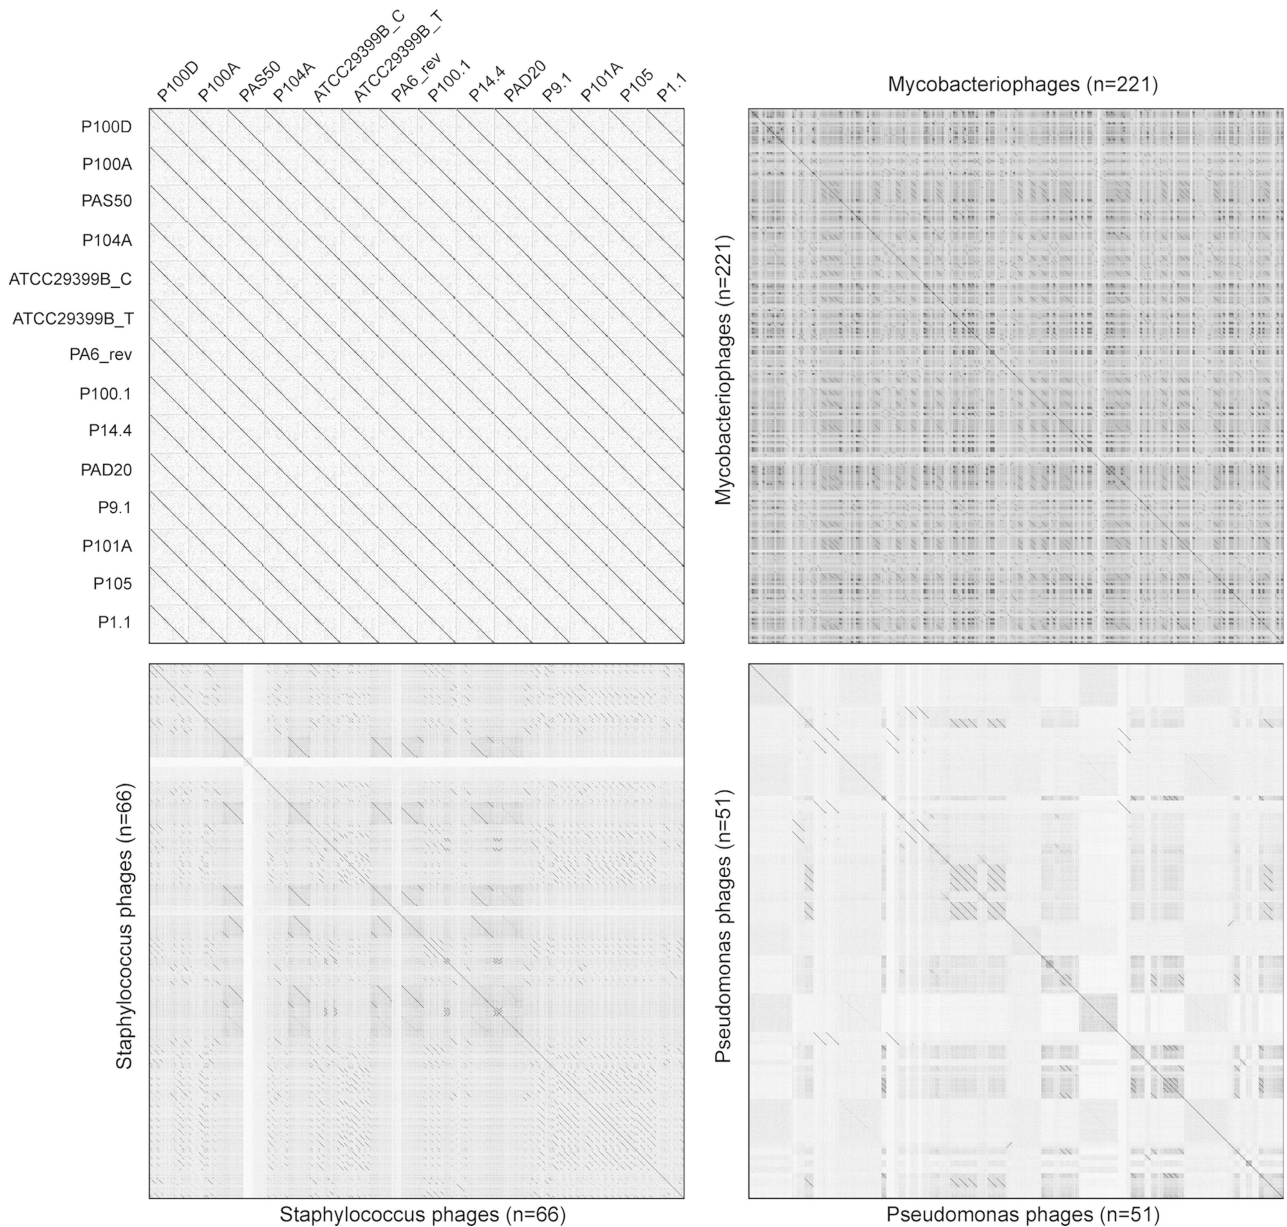 P100D
P100A
PAS50
P104A
ATCC29399B_C
ATCC29399B_T
PA6_rev
P100.1
P14.4
PAD20
P9.1
P101A
P105
P1.1
P100D
P100A
PAS50
P104A
ATCC29399B_C
ATCC29399B_T
PA6_rev
P100.1
P14.4
PAD20
P9.1
P101A
P105
P1.1
Mycobacteriophages (n=221)
Mycobacteriophages (n=221)
Staphylococcus phages (n=66)
Staphylococcus phages (n=66)
Pseudomonas phages (n=51)
Pseudomonas phages (n=51)